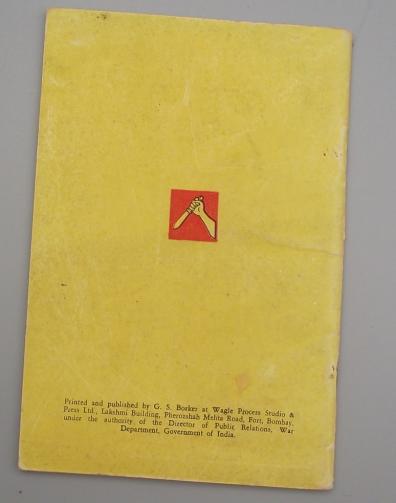 Printed and published by G. S. Borker at Wagle Process Studio &
Press Ltd., Lakshmi Building, Pherozshah Mehta Road, Fort, Bombay,
under the authority of the Director of Public Relations, War
Department, Government of India.